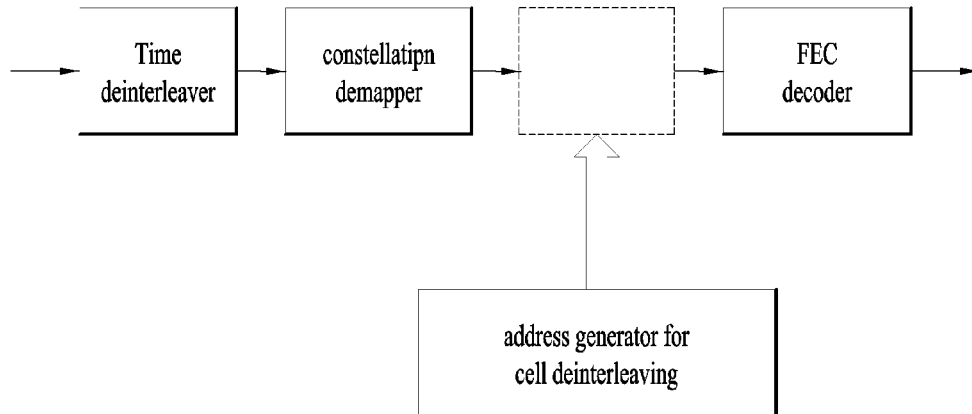 Time
deinterleaver
constellatipn
demapper
FEC
decoder
address generator for
cell deinterleaving